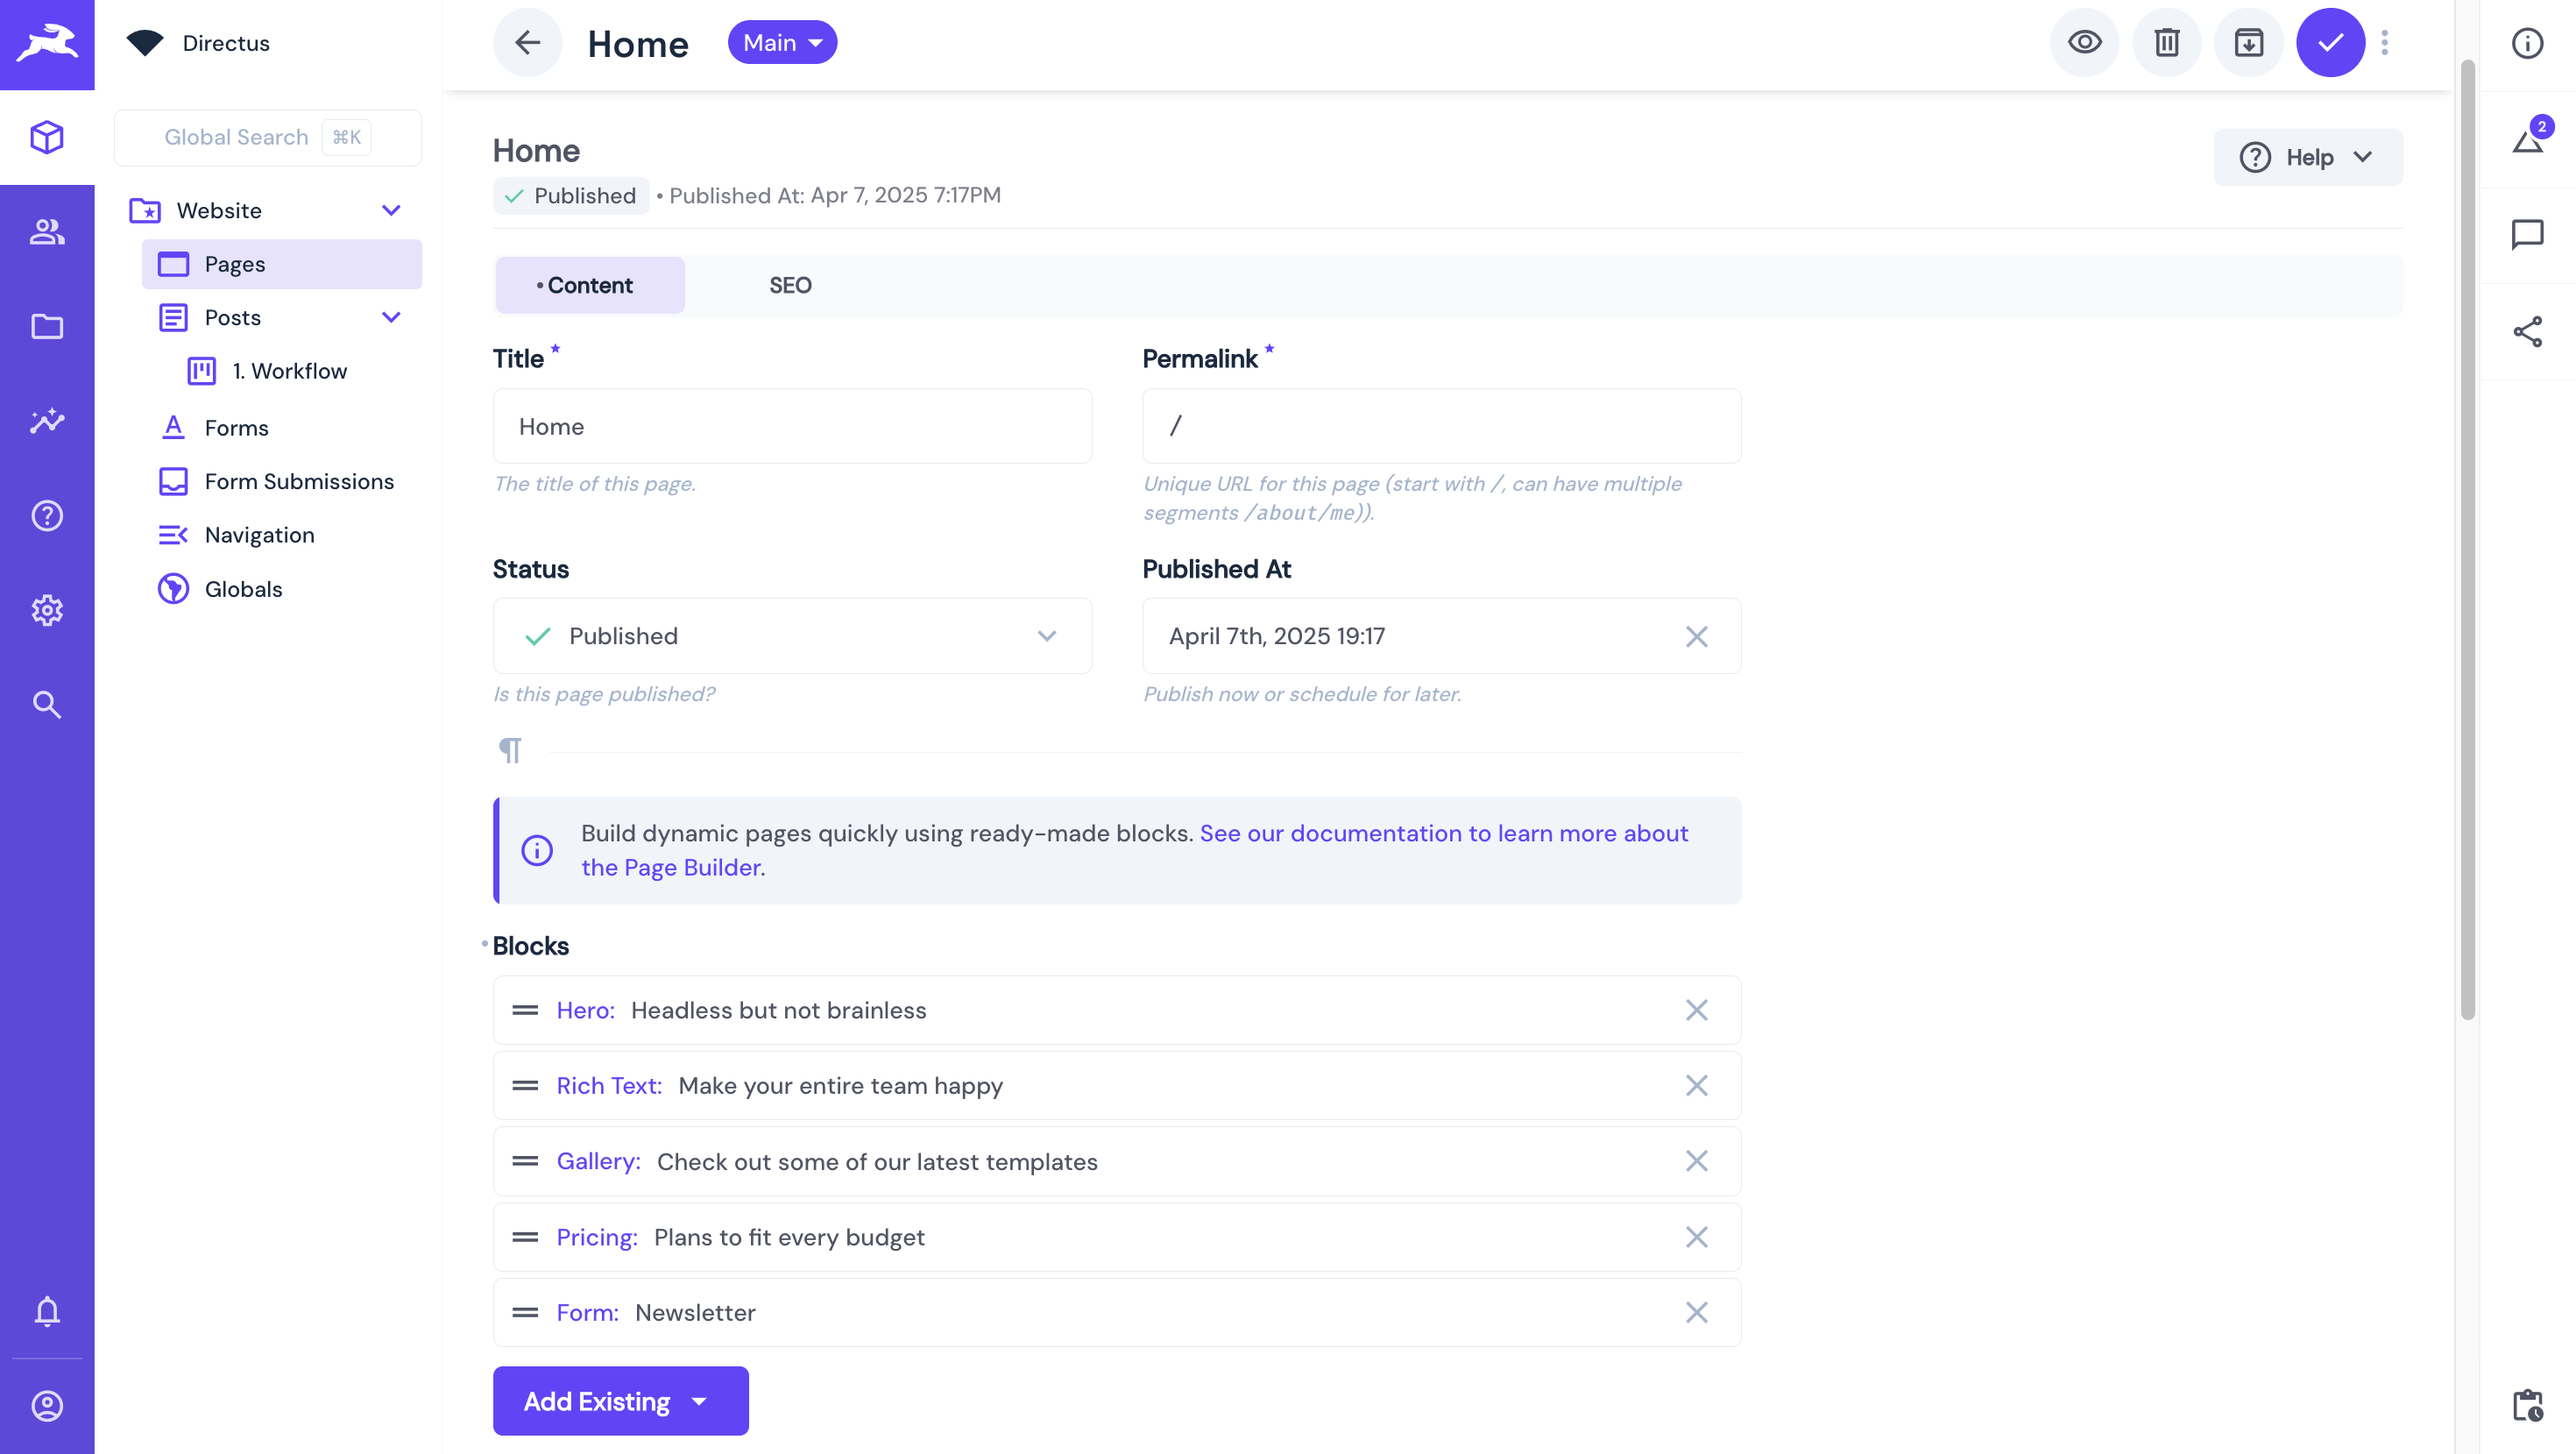 Directus
Home
Main
2
Global Search ⌘K
Website
Pages
Posts
1. Workflow
Forms
Form Submissions
Navigation
Globals
Home
Published • Published At: Apr 7, 2025 7:17PM
Help
• Content
SEO
Title *
Permalink *
Home
/
The title of this page.
Unique URL for this page (start with /, can have multiple
segments /about/me)).
Status
Published At
Published
April 7th, 2025 19:17
Is this page published?
Publish now or schedule for later.
¶
Build dynamic pages quickly using ready-made blocks. See our documentation to learn more about
the Page Builder.
• Blocks
Hero: Headless but not brainless
Rich Text: Make your entire team happy
Gallery: Check out some of our latest templates
Pricing: Plans to fit every budget
Form: Newsletter
Add Existing